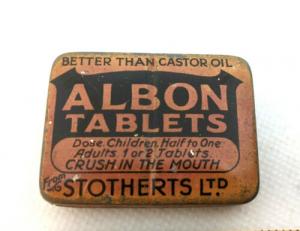 BETTER THAN CASTOR OIL
ALBON
TABLETS
Dose. Children, Half to One
Adults, 1 or 2 Tablets.
CRUSH IN THE MOUTH
From
STOTHERTS LTD